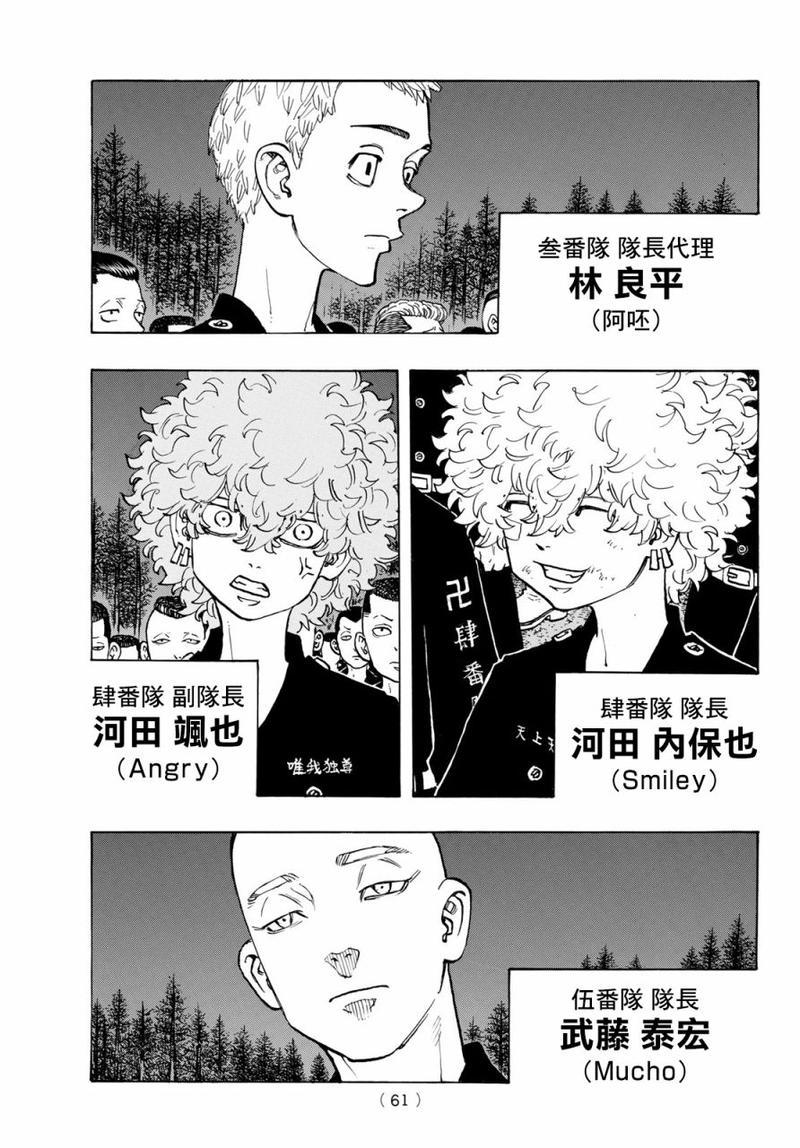 叁番隊 隊長代理
林 良平
（阿呸）
肆番隊 隊長
河田 內保也
（Smiley）
卍肆番
天上天
肆番隊 副隊長
河田 颯也
（Angry）
唯我独尊
伍番隊 隊長
武藤 泰宏
（Mucho）
（ 61 ）